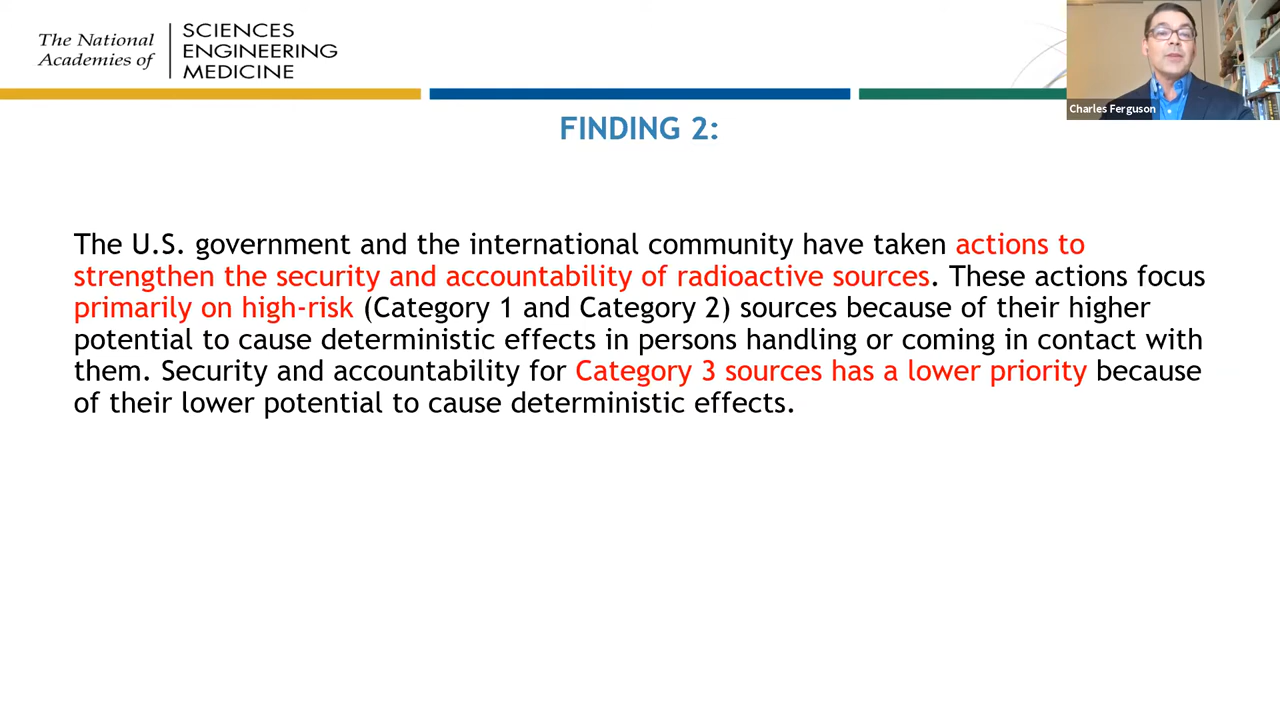 The National
Academies of
SCIENCES
ENGINEERING
MEDICINE
Charles Ferguson
FINDING 2:
The U.S. government and the international community have taken actions to
strengthen the security and accountability of radioactive sources. These actions focus
primarily on high-risk (Category 1 and Category 2) sources because of their higher
potential to cause deterministic effects in persons handling or coming in contact with
them. Security and accountability for Category 3 sources has a lower priority because
of their lower potential to cause deterministic effects.